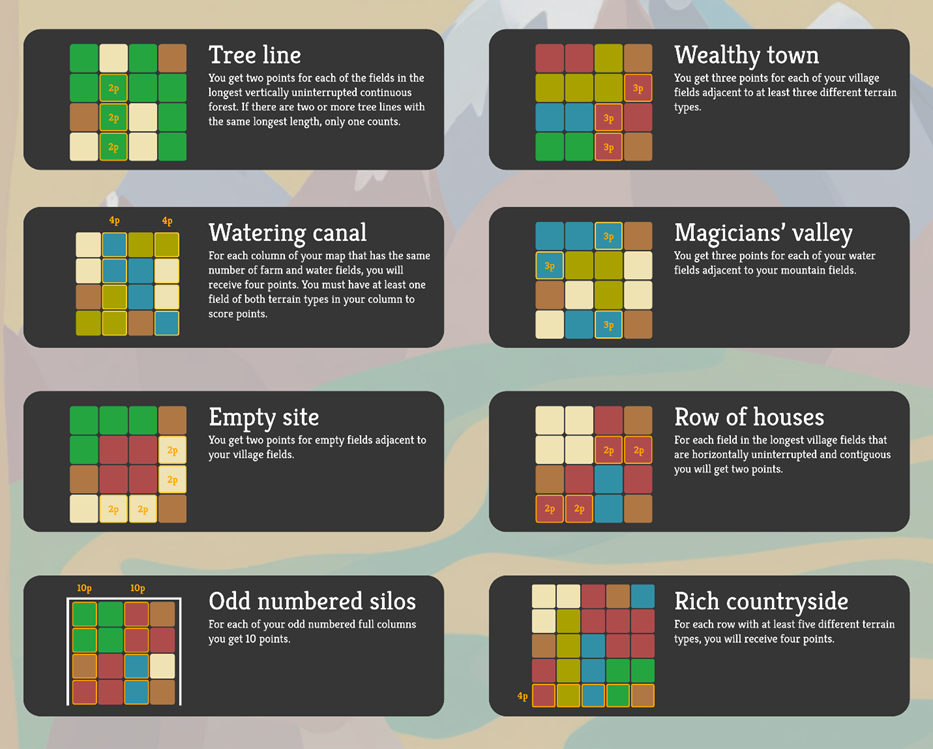 Tree line
You get two points for each of the fields in the
longest vertically uninterrupted continuous
forest. If there are two or more tree lines with
the same longest length, only one counts.
2p
2p
2p
Wealthy town
You get three points for each of your village
fields adjacent to at least three different terrain
types.
3p
3p
3p
4p 4p
Watering canal
For each column of your map that has the same
number of farm and water fields, you will
receive four points. You must have at least one
field of both terrain types in your column to
score points.
Magicians' valley
You get three points for each of your water
fields adjacent to your mountain fields.
3p
3p
3p
Empty site
You get two points for empty fields adjacent to
your village fields.
2p
2p
2p 2p
Row of houses
For each field in the longest village fields that
are horizontally uninterrupted and contiguous
you will get two points.
2p 2p
2p 2p
10p 10p
Odd numbered silos
For each of your odd numbered full columns
you get 10 points.
Rich countryside
For each row with at least five different terrain
types, you will receive four points.
4p